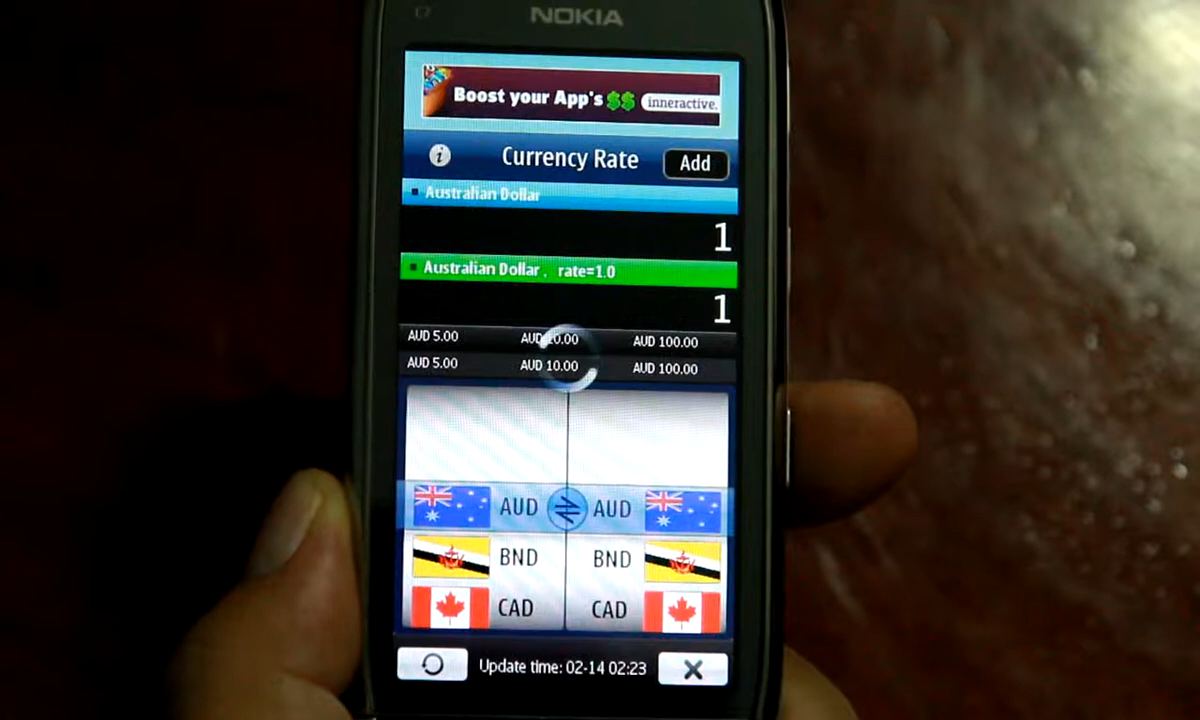 NOKIA
Boost your App's $$ inneractive.
i Currency Rate Add
Australian Dollar
1
Australian Dollar, rate=1.0
1
AUD 5.00 AUD 10.00 AUD 100.00
AUD 5.00 AUD 10.00 AUD 100.00
AUD AUD
BND BND
CAD CAD
Update time: 02-14 02:23